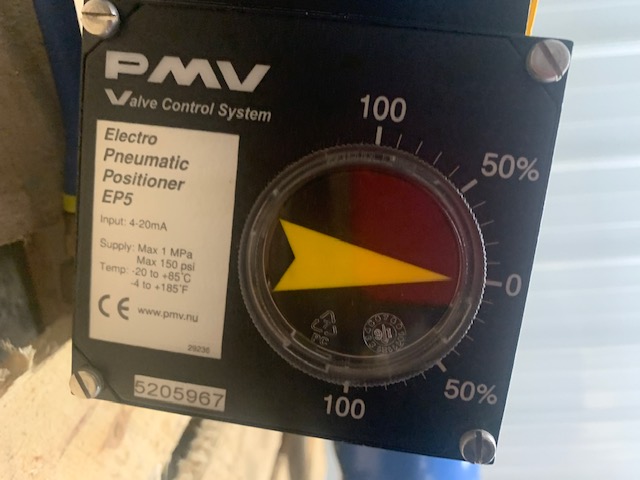 PMV
Valve Control System
Electro
Pneumatic
Positioner
EP5
Input: 4-20mA
Supply: Max 1 MPa
Max 150 psi
Temp: -20 to +85°C
-4 to +185°F
CE www.pmv.nu
29236
5205967
100
50%
0
50%
100